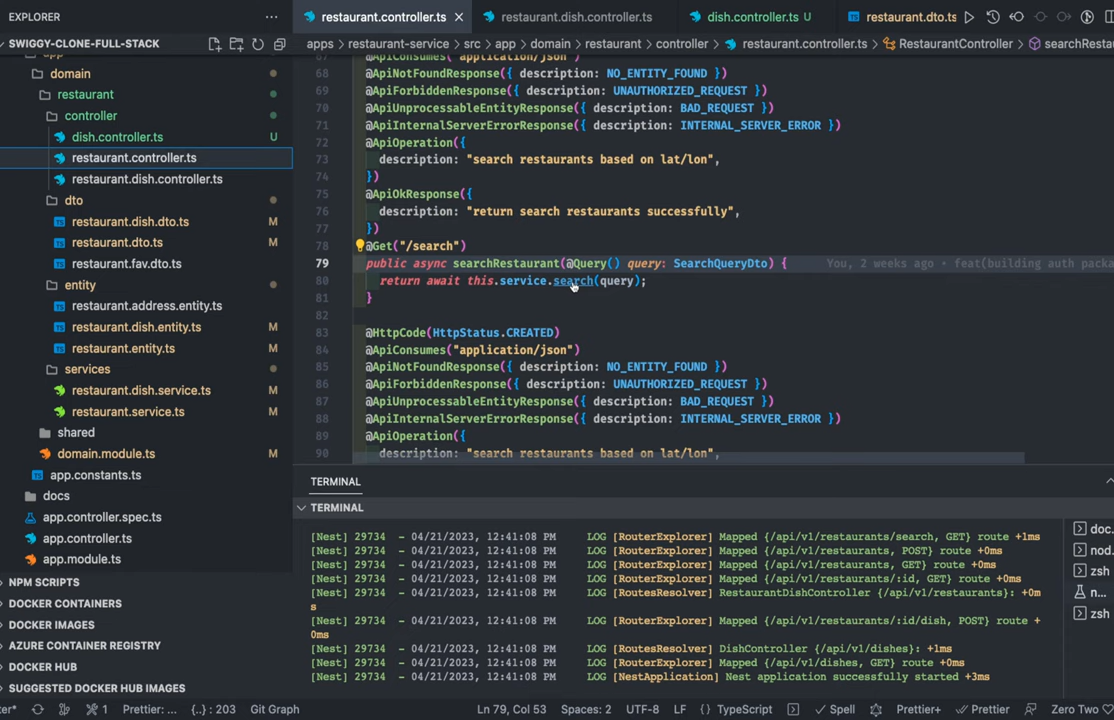 EXPLORER
SWIGGY-CLONE-FULL-STACK
domain
restaurant
controller
dish.controller.ts U
restaurant.controller.ts
restaurant.dish.controller.ts
dto
restaurant.dish.dto.ts M
restaurant.dto.ts M
restaurant.fav.dto.ts
entity
restaurant.address.entity.ts
restaurant.dish.entity.ts M
restaurant.entity.ts M
services
restaurant.dish.service.ts M
restaurant.service.ts M
shared
domain.module.ts M
app.constants.ts
docs
app.controller.spec.ts
app.controller.ts
app.module.ts
NPM SCRIPTS
DOCKER CONTAINERS
DOCKER IMAGES
AZURE CONTAINER REGISTRY
DOCKER HUB
SUGGESTED DOCKER HUB IMAGES
restaurant.controller.ts
restaurant.dish.controller.ts
dish.controller.ts U
restaurant.dto.ts
apps > restaurant-service > src > app > domain > restaurant > controller > restaurant.controller.ts > RestaurantController > searchRest
67 @ApiConsumes("application/json")
68 @ApiNotFoundResponse({ description: NO_ENTITY_FOUND })
69 @ApiForbiddenResponse({ description: UNAUTHORIZED_REQUEST })
70 @ApiUnprocessableEntityResponse({ description: BAD_REQUEST })
71 @ApiInternalServerErrorResponse({ description: INTERNAL_SERVER_ERROR })
72 @ApiOperation({
73 description: "search restaurants based on lat/lon",
74 })
75 @ApiOkResponse({
76 description: "return search restaurants successfully",
77 })
78 @Get("/search")
79 public async searchRestaurant(@Query() query: SearchQueryDto) { You, 2 weeks ago • feat(building auth packa
80 return await this.service.search(query);
81 }
82
83 @HttpCode(HttpStatus.CREATED)
84 @ApiConsumes("application/json")
85 @ApiNotFoundResponse({ description: NO_ENTITY_FOUND })
86 @ApiForbiddenResponse({ description: UNAUTHORIZED_REQUEST })
87 @ApiUnprocessableEntityResponse({ description: BAD_REQUEST })
88 @ApiInternalServerErrorResponse({ description: INTERNAL_SERVER_ERROR })
89 @ApiOperation({
90 description: "search restaurants based on lat/lon",
TERMINAL
TERMINAL
[Nest] 29734 - 04/21/2023, 12:41:08 PM LOG [RouterExplorer] Mapped {/api/v1/restaurants/search, GET} route +1ms
[Nest] 29734 - 04/21/2023, 12:41:08 PM LOG [RouterExplorer] Mapped {/api/v1/restaurants, POST} route +0ms
[Nest] 29734 - 04/21/2023, 12:41:08 PM LOG [RouterExplorer] Mapped {/api/v1/restaurants, GET} route +0ms
[Nest] 29734 - 04/21/2023, 12:41:08 PM LOG [RouterExplorer] Mapped {/api/v1/restaurants/:id, GET} route +0ms
[Nest] 29734 - 04/21/2023, 12:41:08 PM LOG [RoutesResolver] RestaurantDishController {/api/v1/restaurants}: +0m
s
[Nest] 29734 - 04/21/2023, 12:41:08 PM LOG [RouterExplorer] Mapped {/api/v1/restaurants/:id/dish, POST} route +
0ms
[Nest] 29734 - 04/21/2023, 12:41:08 PM LOG [RoutesResolver] DishController {/api/v1/dishes}: +1ms
[Nest] 29734 - 04/21/2023, 12:41:08 PM LOG [RouterExplorer] Mapped {/api/v1/dishes, GET} route +0ms
[Nest] 29734 - 04/21/2023, 12:41:08 PM LOG [NestApplication] Nest application successfully started +3ms
doc.
nod.
zsh
n...
zsh
ter* 1 Prettier: ... {..} : 203 Git Graph Ln 79, Col 53 Spaces: 2 UTF-8 LF { } TypeScript Spell Prettier+ Prettier Zero Two